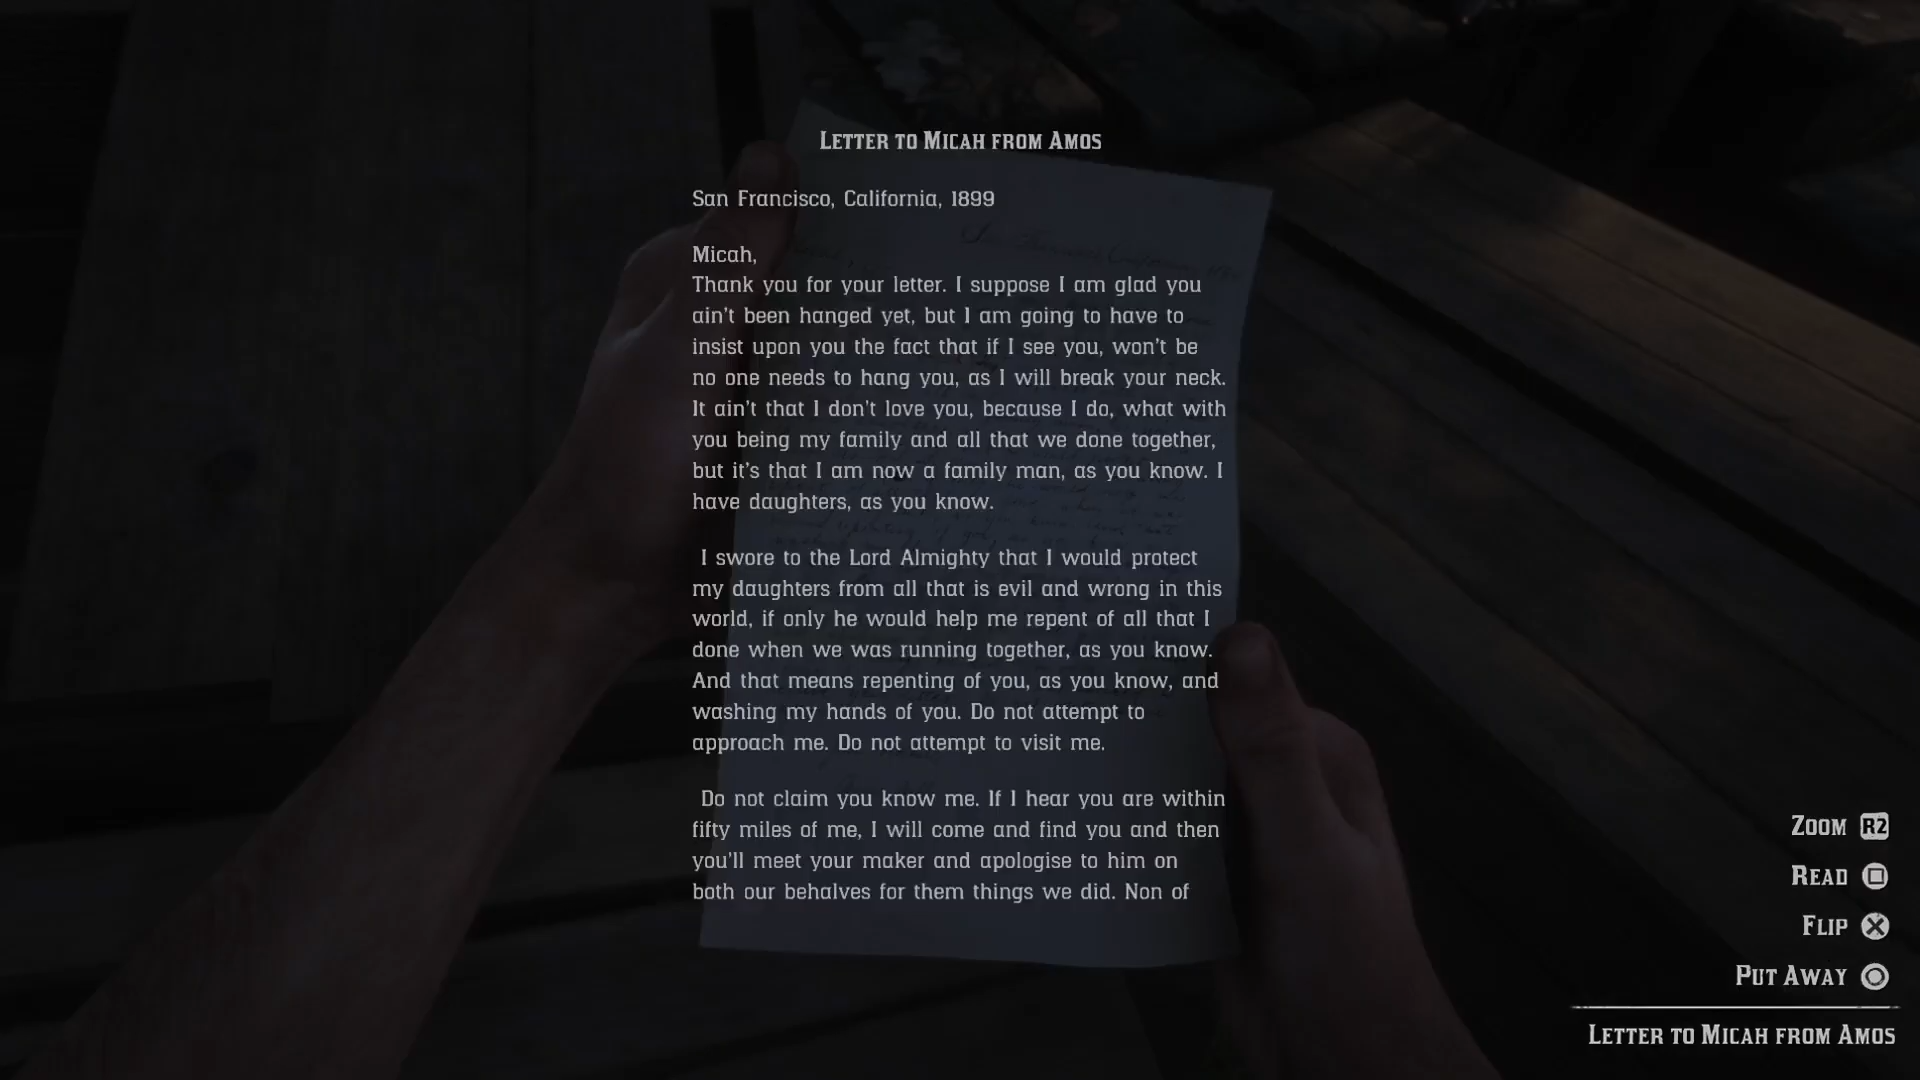 LETTER TO MICAH FROM AMOS
San Francisco, California, 1899
Micah,
Thank you for your letter. I suppose I am glad you
ain't been hanged yet, but I am going to have to
insist upon you the fact that if I see you, won't be
no one needs to hang you, as I will break your neck.
It ain't that I don't love you, because I do, what with
you being my family and all that we done together,
but it's that I am now a family man, as you know. I
have daughters, as you know.
I swore to the Lord Almighty that I would protect
my daughters from all that is evil and wrong in this
world, if only he would help me repent of all that I
done when we was running together, as you know.
And that means repenting of you, as you know, and
washing my hands of you. Do not attempt to
approach me. Do not attempt to visit me.
Do not claim you know me. If I hear you are within
fifty miles of me, I will come and find you and then
you'll meet your maker and apologise to him on
both our behalves for them things we did. Non of
ZOOM R2
READ
FLIP
PUT AWAY
LETTER TO MICAH FROM AMOS